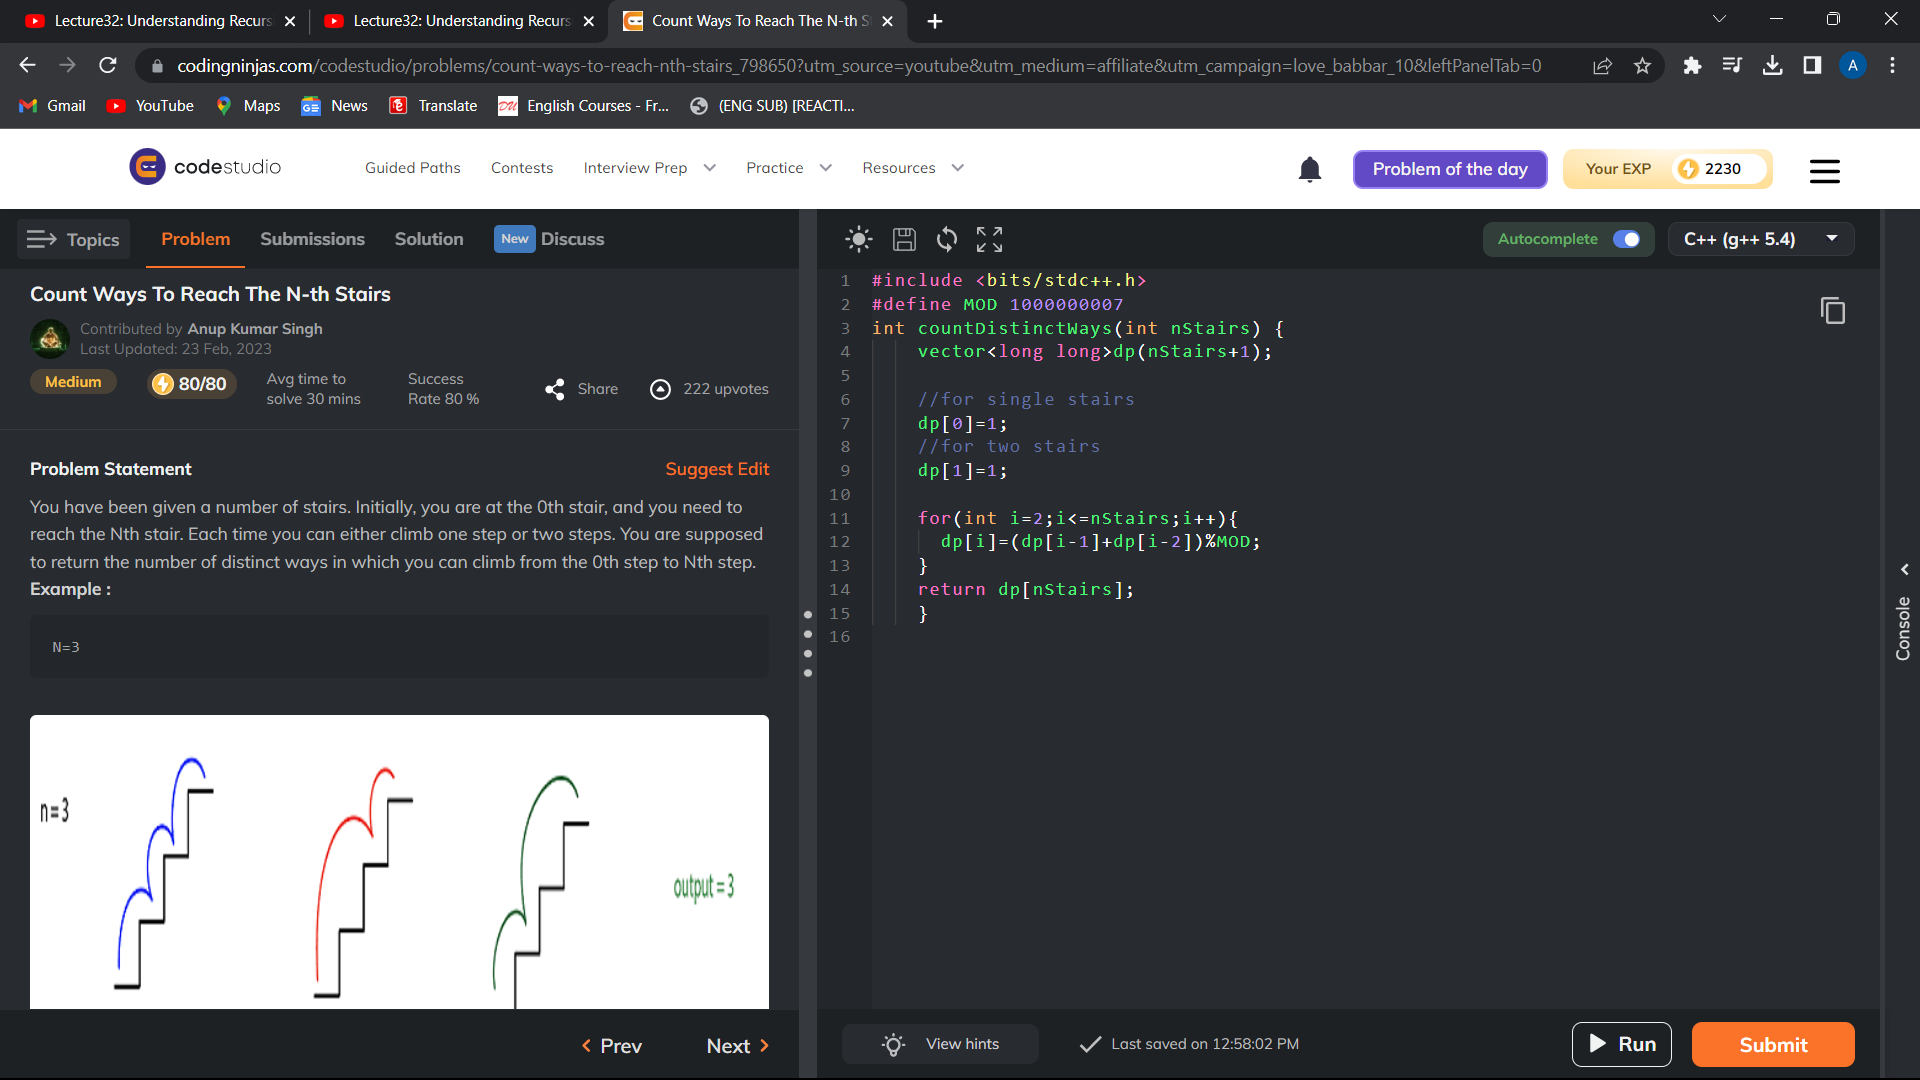 Lecture32: Understanding Recurs
Lecture32: Understanding Recurs
Count Ways To Reach The N-th S
codingninjas.com/codestudio/problems/count-ways-to-reach-nth-stairs_798650?utm_source=youtube&utm_medium=affiliate&utm_campaign=love_babbar_10&leftPanelTab=0
A
Gmail
YouTube
Maps
News
Translate
English Courses - Fr...
(ENG SUB) [REACTI...
codestudio
Guided Paths
Contests
Interview Prep
Practice
Resources
Problem of the day
Your EXP 2230
Topics
Problem
Submissions
Solution
New Discuss
Autocomplete
C++ (g++ 5.4)
Count Ways To Reach The N-th Stairs
Contributed by Anup Kumar Singh
Last Updated: 23 Feb, 2023
Medium
80/80
Avg time to
solve 30 mins
Success
Rate 80 %
Share
222 upvotes
Problem Statement
Suggest Edit
You have been given a number of stairs. Initially, you are at the 0th stair, and you need to
reach the Nth stair. Each time you can either climb one step or two steps. You are supposed
to return the number of distinct ways in which you can climb from the 0th step to Nth step.
Example :
N=3
n=3
output = 3
Prev
Next
1 #include <bits/stdc++.h>
2 #define MOD 1000000007
3 int countDistinctWays(int nStairs) {
4 vector<long long>dp(nStairs+1);
5
6 //for single stairs
7 dp[0]=1;
8 //for two stairs
9 dp[1]=1;
10
11 for(int i=2;i<=nStairs;i++){
12 dp[i]=(dp[i-1]+dp[i-2])%MOD;
13 }
14 return dp[nStairs];
15 }
16
Console
View hints
Last saved on 12:58:02 PM
Run
Submit